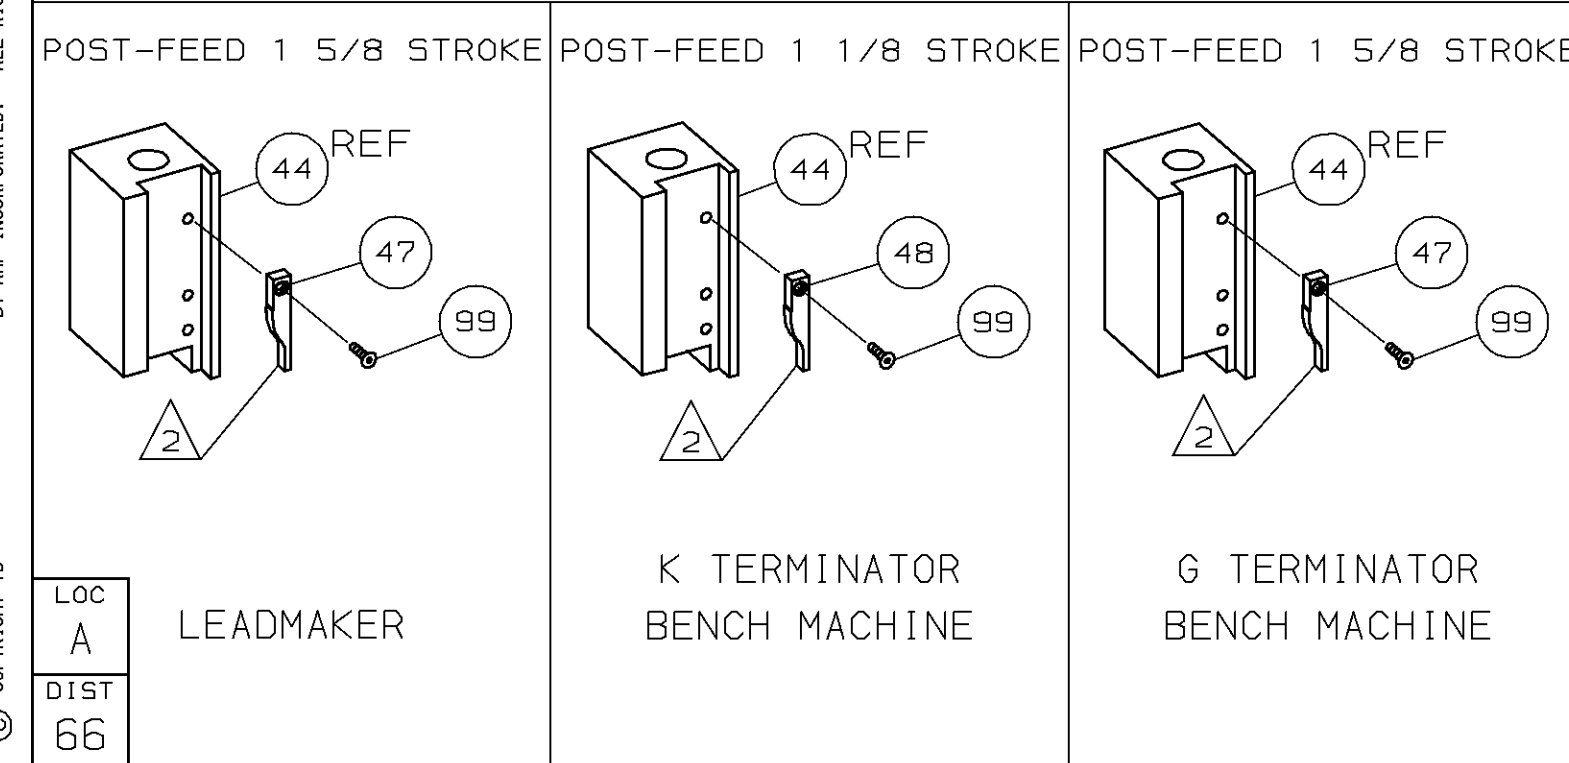 POST-FEED 1 5/8 STROKE
44 REF
47
99
2
LEADMAKER
POST-FEED 1 1/8 STROKE
44 REF
48
99
2
K TERMINATOR
BENCH MACHINE
POST-FEED 1 5/8 STROKE
44 REF
47
99
2
G TERMINATOR
BENCH MACHINE
LOC
A
DIST
66